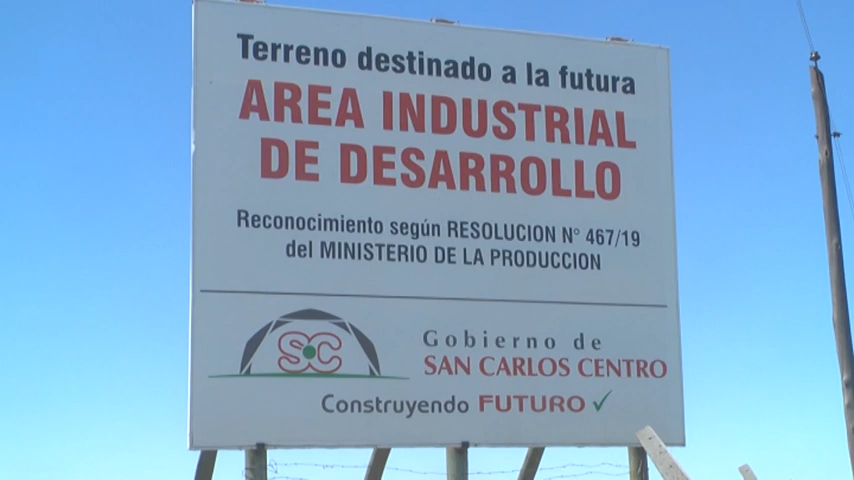 Terreno destinado a la futura
AREA INDUSTRIAL
DE DESARROLLO
Reconocimiento según RESOLUCION N° 467/19
del MINISTERIO DE LA PRODUCCION
SC
Gobierno de
SAN CARLOS CENTRO
Construyendo FUTURO ✓